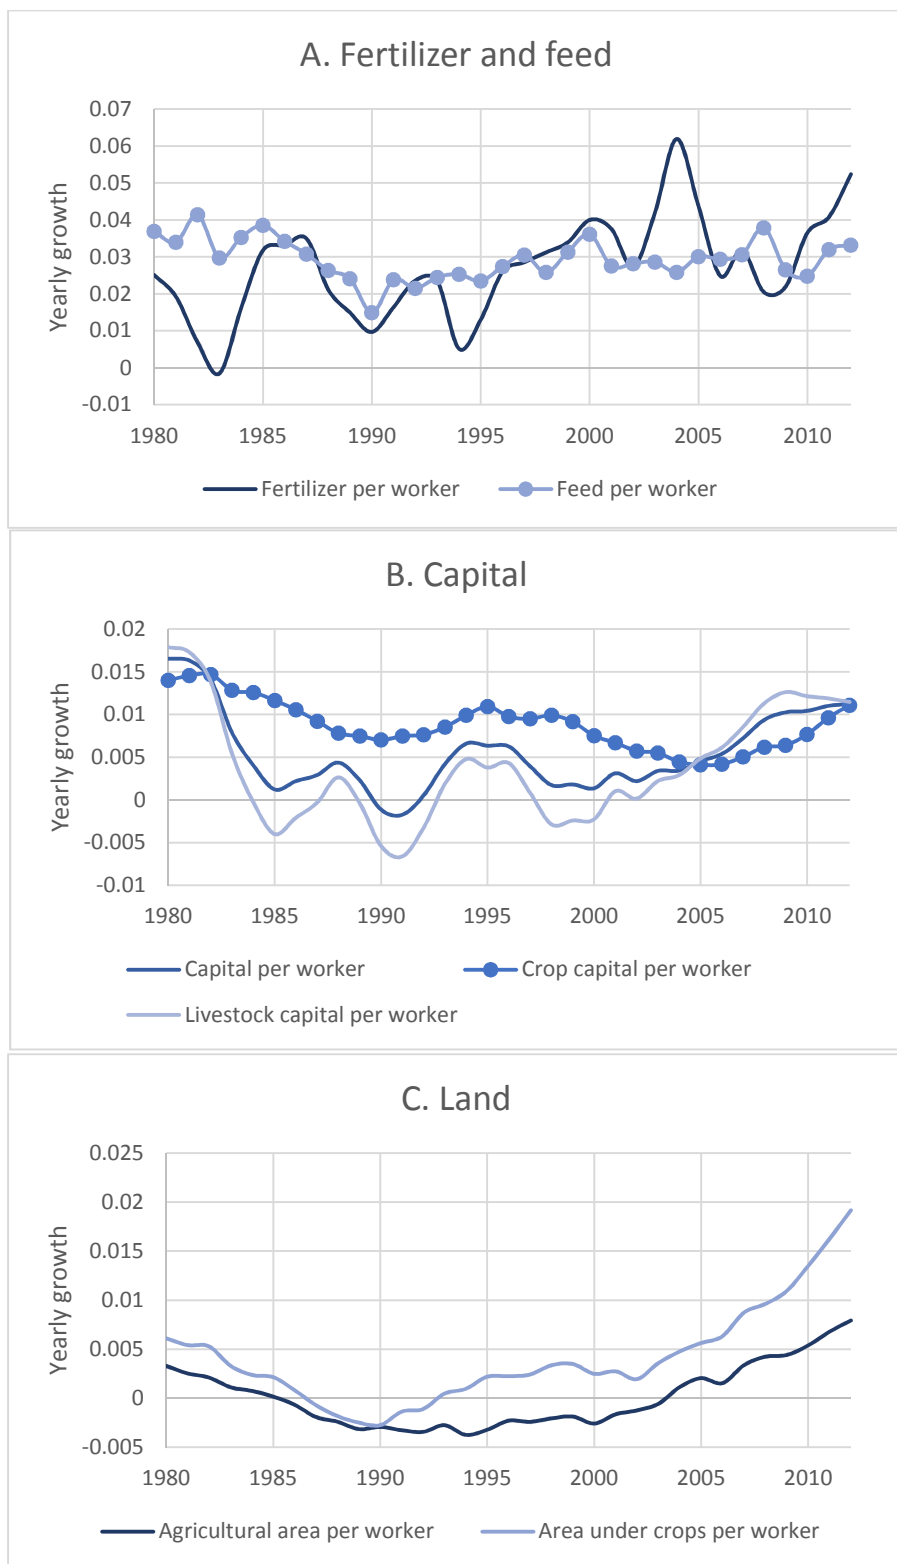 A. Fertilizer and feed
Yearly growth
0.07
0.06
0.05
0.04
0.03
0.02
0.01
0
-0.01
1980 1985 1990 1995 2000 2005 2010
Fertilizer per worker Feed per worker
B. Capital
Yearly growth
0.02
0.015
0.01
0.005
0
-0.005
-0.01
1980 1985 1990 1995 2000 2005 2010
Capital per worker Crop capital per worker
Livestock capital per worker
C. Land
Yearly growth
0.025
0.02
0.015
0.01
0.005
0
-0.005
1980 1985 1990 1995 2000 2005 2010
Agricultural area per worker Area under crops per worker